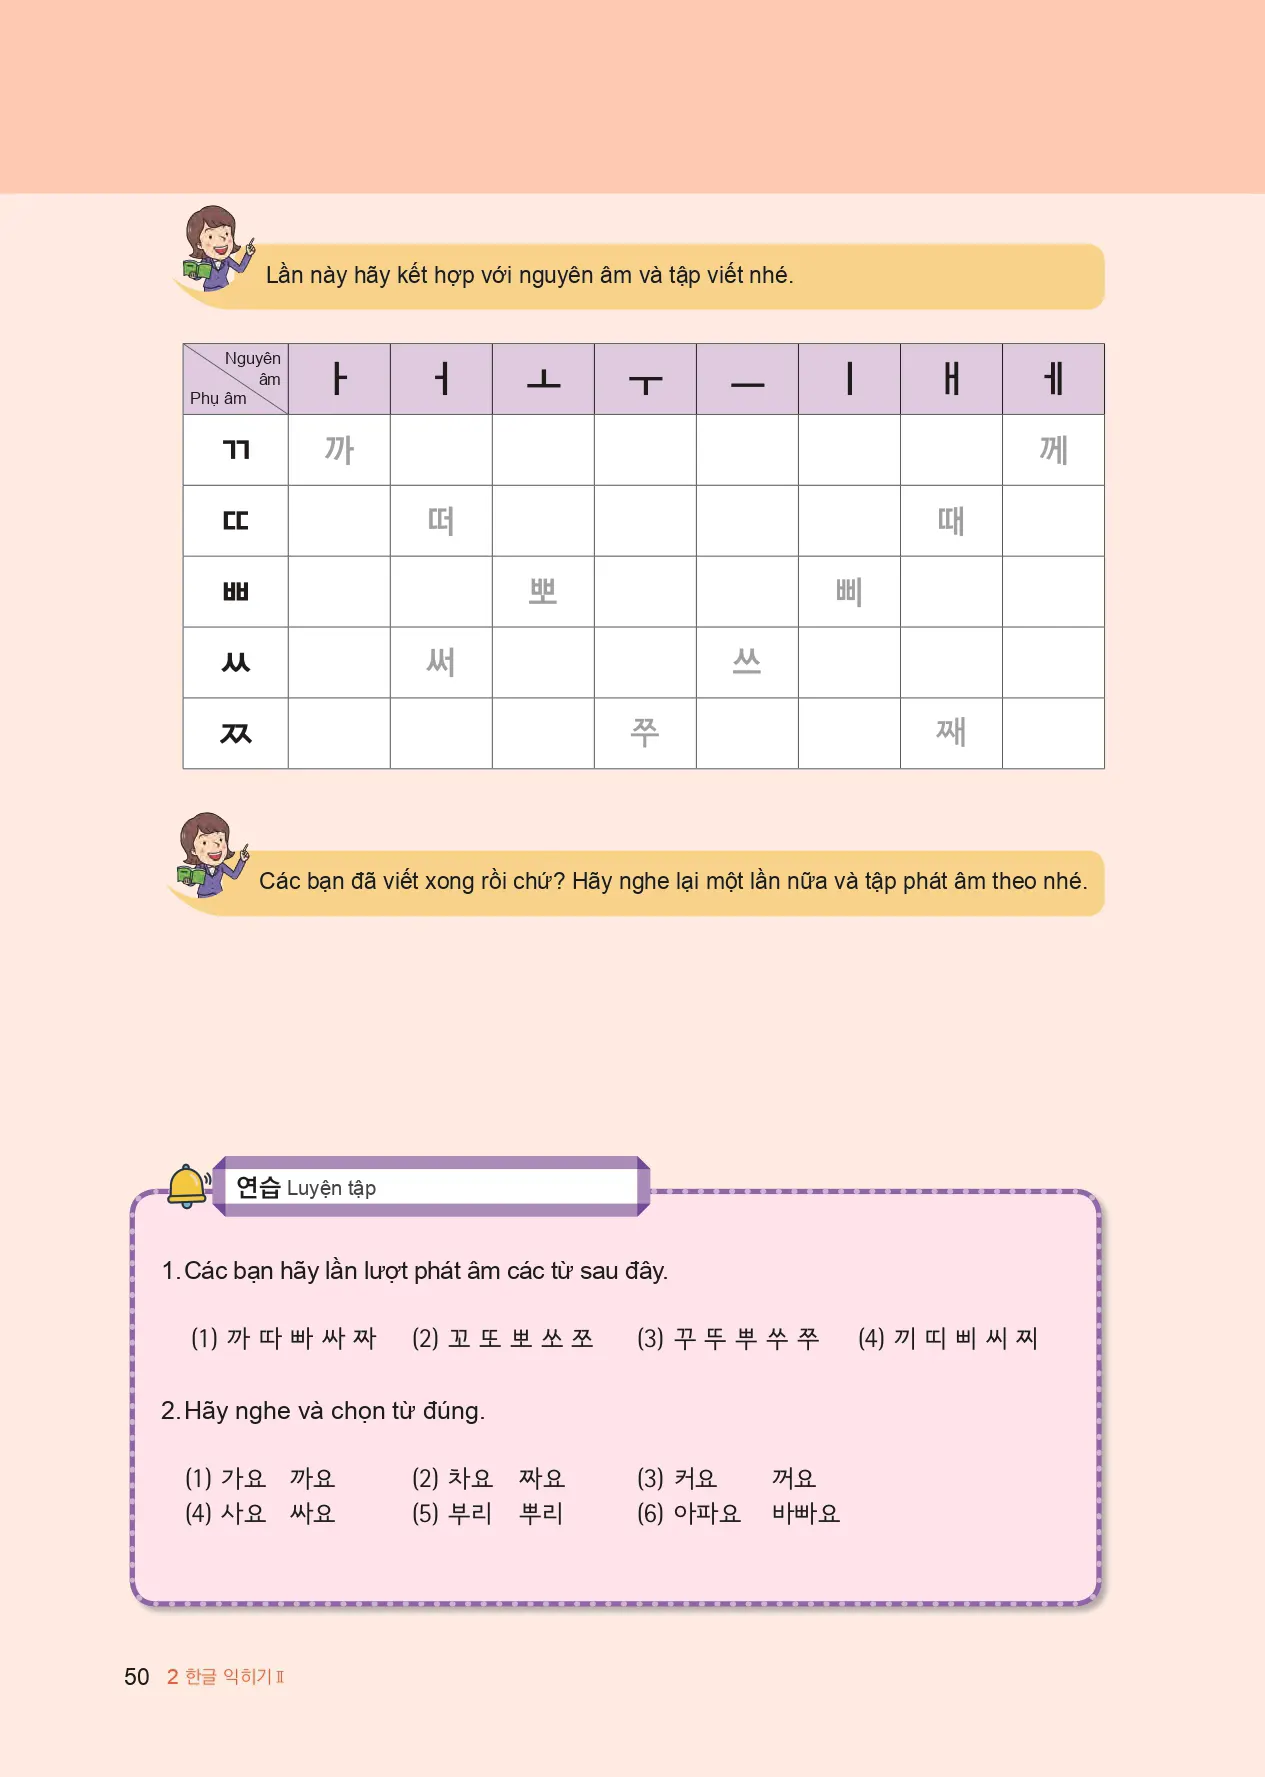 Lần này hãy kết hợp với nguyên âm và tập viết nhé.
Nguyên âm
Phụ âm
ㅏ ㅓ ㅗ ㅜ ㅡ ㅣ ㅐ ㅔ
ㄲ 까 께
ㄸ 떠 때
ㅃ 뽀 삐
ㅆ 써 쓰
ㅉ 쭈 째
Các bạn đã viết xong rồi chứ? Hãy nghe lại một lần nữa và tập phát âm theo nhé.
연습 Luyện tập
1. Các bạn hãy lần lượt phát âm các từ sau đây.
(1) 까 따 빠 싸 짜 (2) 꼬 또 뽀 쏘 쪼 (3) 꾸 뚜 뿌 쑤 쭈 (4) 끼 띠 삐 씨 찌
2. Hãy nghe và chọn từ đúng.
(1) 가요 까요 (2) 차요 짜요 (3) 커요 꺼요
(4) 사요 싸요 (5) 부리 뿌리 (6) 아파요 바빠요
50 2 한글 익히기 Ⅱ